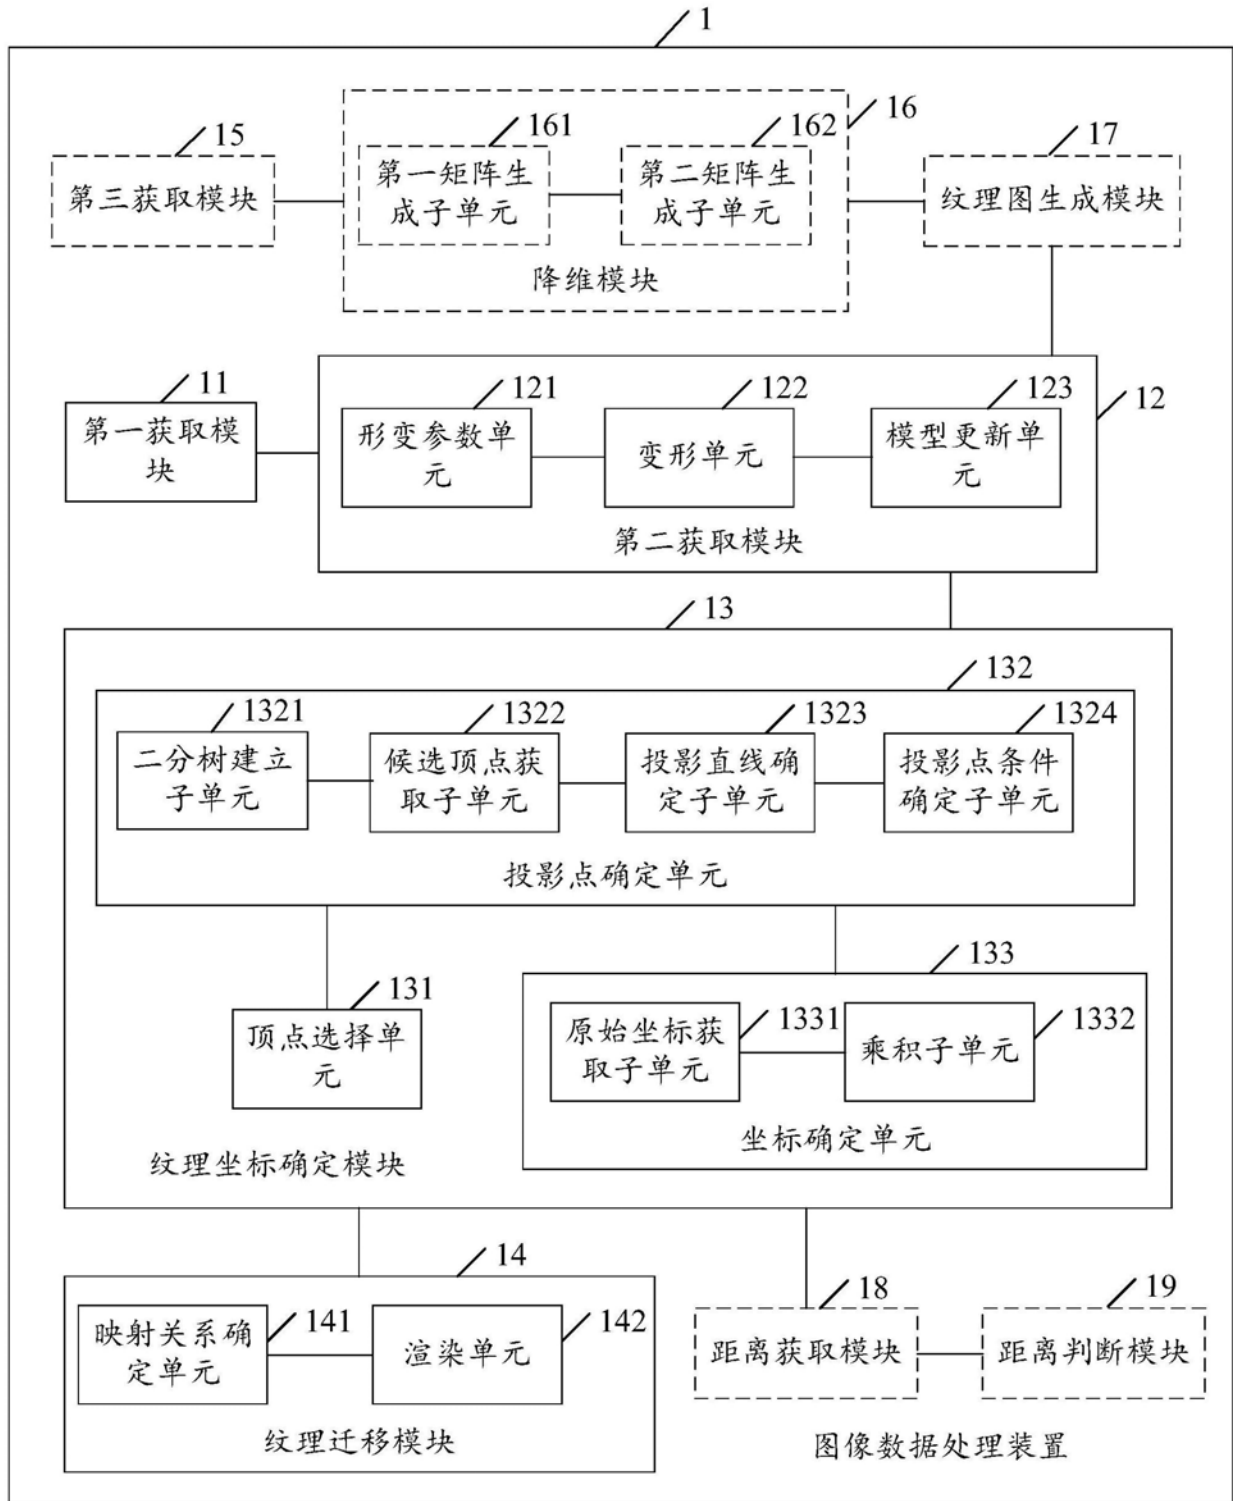 1
16
15
161
162
17
第三获取模块
第一矩阵生
成子单元
第二矩阵生
成子单元
纹理图生成模块
降维模块
11
121
122
123
12
第一获取模
块
形变参数单
元
变形单元
模型更新单
元
第二获取模块
13
132
1321
1322
1323
1324
二分树建立
子单元
候选顶点获
取子单元
投影直线确
定子单元
投影点条件
确定子单元
投影点确定单元
131
133
顶点选择单
元
原始坐标获
取子单元
1331
乘积子单元
1332
坐标确定单元
纹理坐标确定模块
14
18
19
映射关系确
定单元
141
渲染单元
142
距离获取模块
距离判断模块
纹理迁移模块
图像数据处理装置